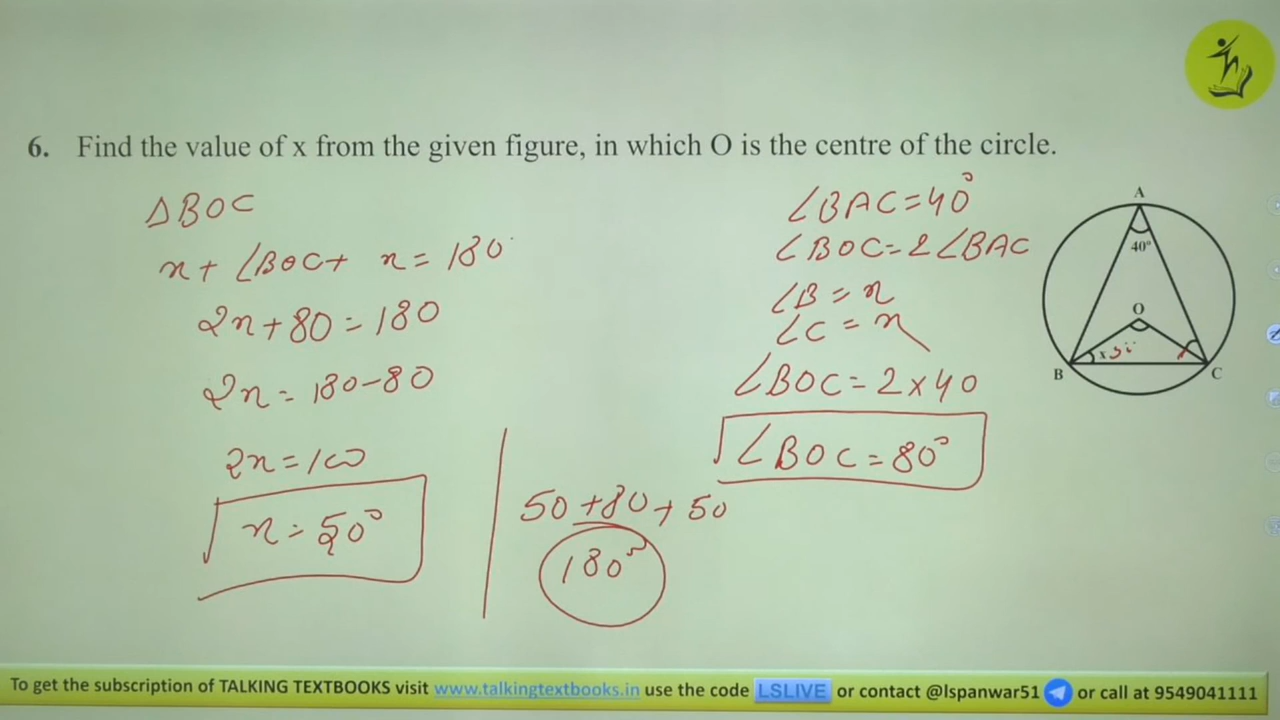 6. Find the value of x from the given figure, in which O is the centre of the circle.
△BOC
x + ∠BOC + x = 180°
2x + 80 = 180
2x = 180 - 80
2x = 100
x = 50°
50 + 80 + 50
180°
∠BAC = 40°
∠BOC = 2∠BAC
∠B = x
∠C = x
∠BOC = 2 × 40
∠BOC = 80°
A
40°
O
x
B
C
To get the subscription of TALKING TEXTBOOKS visit www.talkingtextbooks.in use the code LSLIVE or contact @lspanwar51 or call at 9549041111